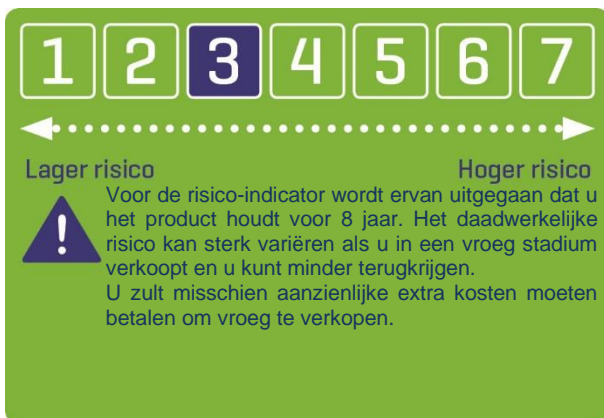 1 2 3 4 5 6 7
Lager risico Hoger risico
!
Voor de risico-indicator wordt ervan uitgegaan dat u
het product houdt voor 8 jaar. Het daadwerkelijke
risico kan sterk variëren als u in een vroeg stadium
verkoopt en u kunt minder terugkrijgen.
U zult misschien aanzienlijke extra kosten moeten
betalen om vroeg te verkopen.